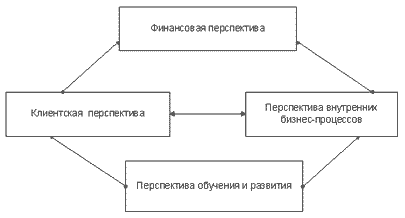 Финансовая перспектива
Клиентская перспектива
Перспектива внутренних
бизнес-процессов
Перспектива обучения и развития